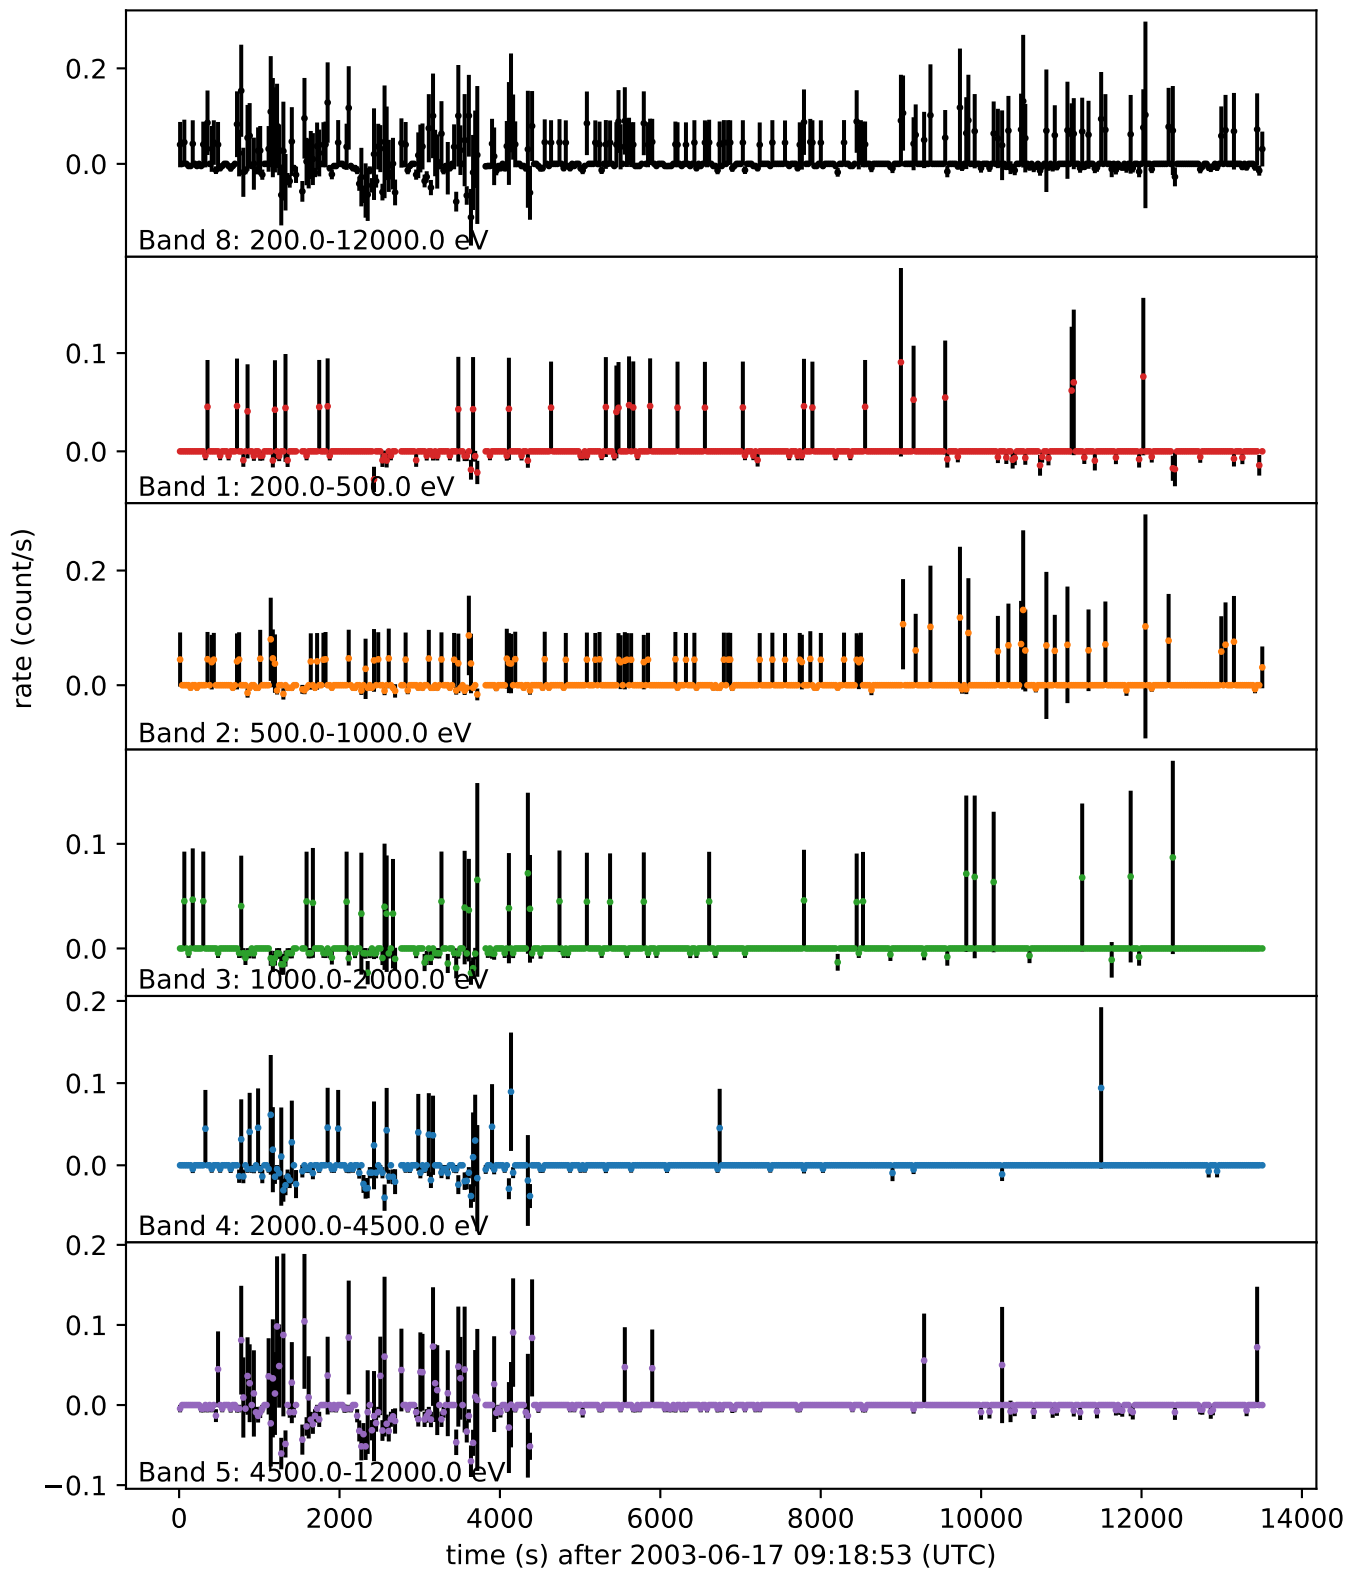 0.2
0.0
Band 8: 200.0-12000.0 eV
0.1
0.0
Band 1: 200.0-500.0 eV
rate (count/s)
0.2
0.0
Band 2: 500.0-1000.0 eV
0.1
0.0
Band 3: 1000.0-2000.0 eV
0.2
0.1
0.0
Band 4: 2000.0-4500.0 eV
0.2
0.1
0.0
−0.1
Band 5: 4500.0-12000.0 eV
0 2000 4000 6000 8000 10000 12000 14000
time (s) after 2003-06-17 09:18:53 (UTC)